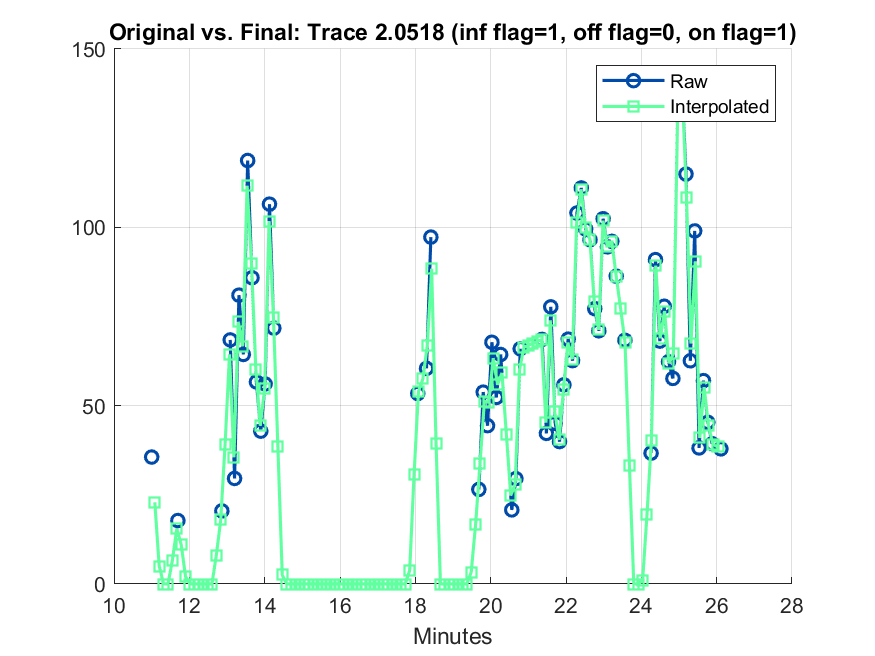 Original vs. Final: Trace 2.0518 (inf flag=1, off flag=0, on flag=1)
150
100
50
0
Raw
Interpolated
10 12 14 16 18 20 22 24 26 28
Minutes